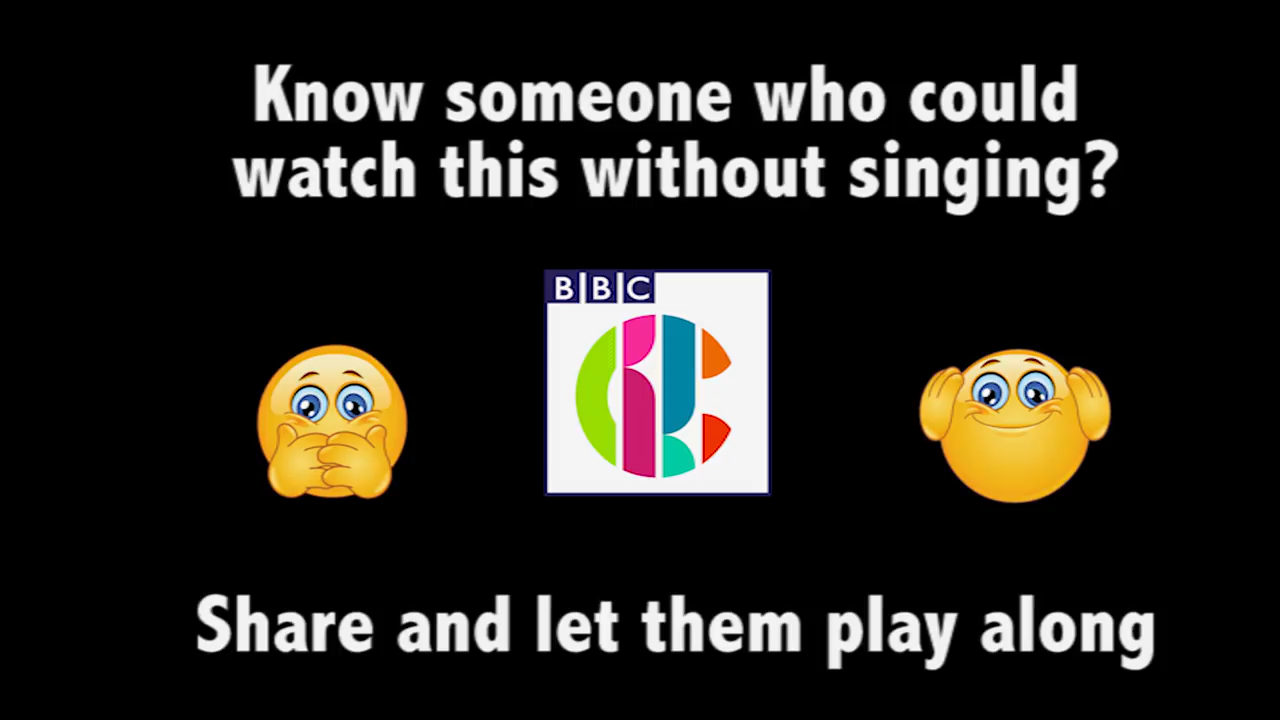 Know someone who could
watch this without singing?
BBC
Share and let them play along